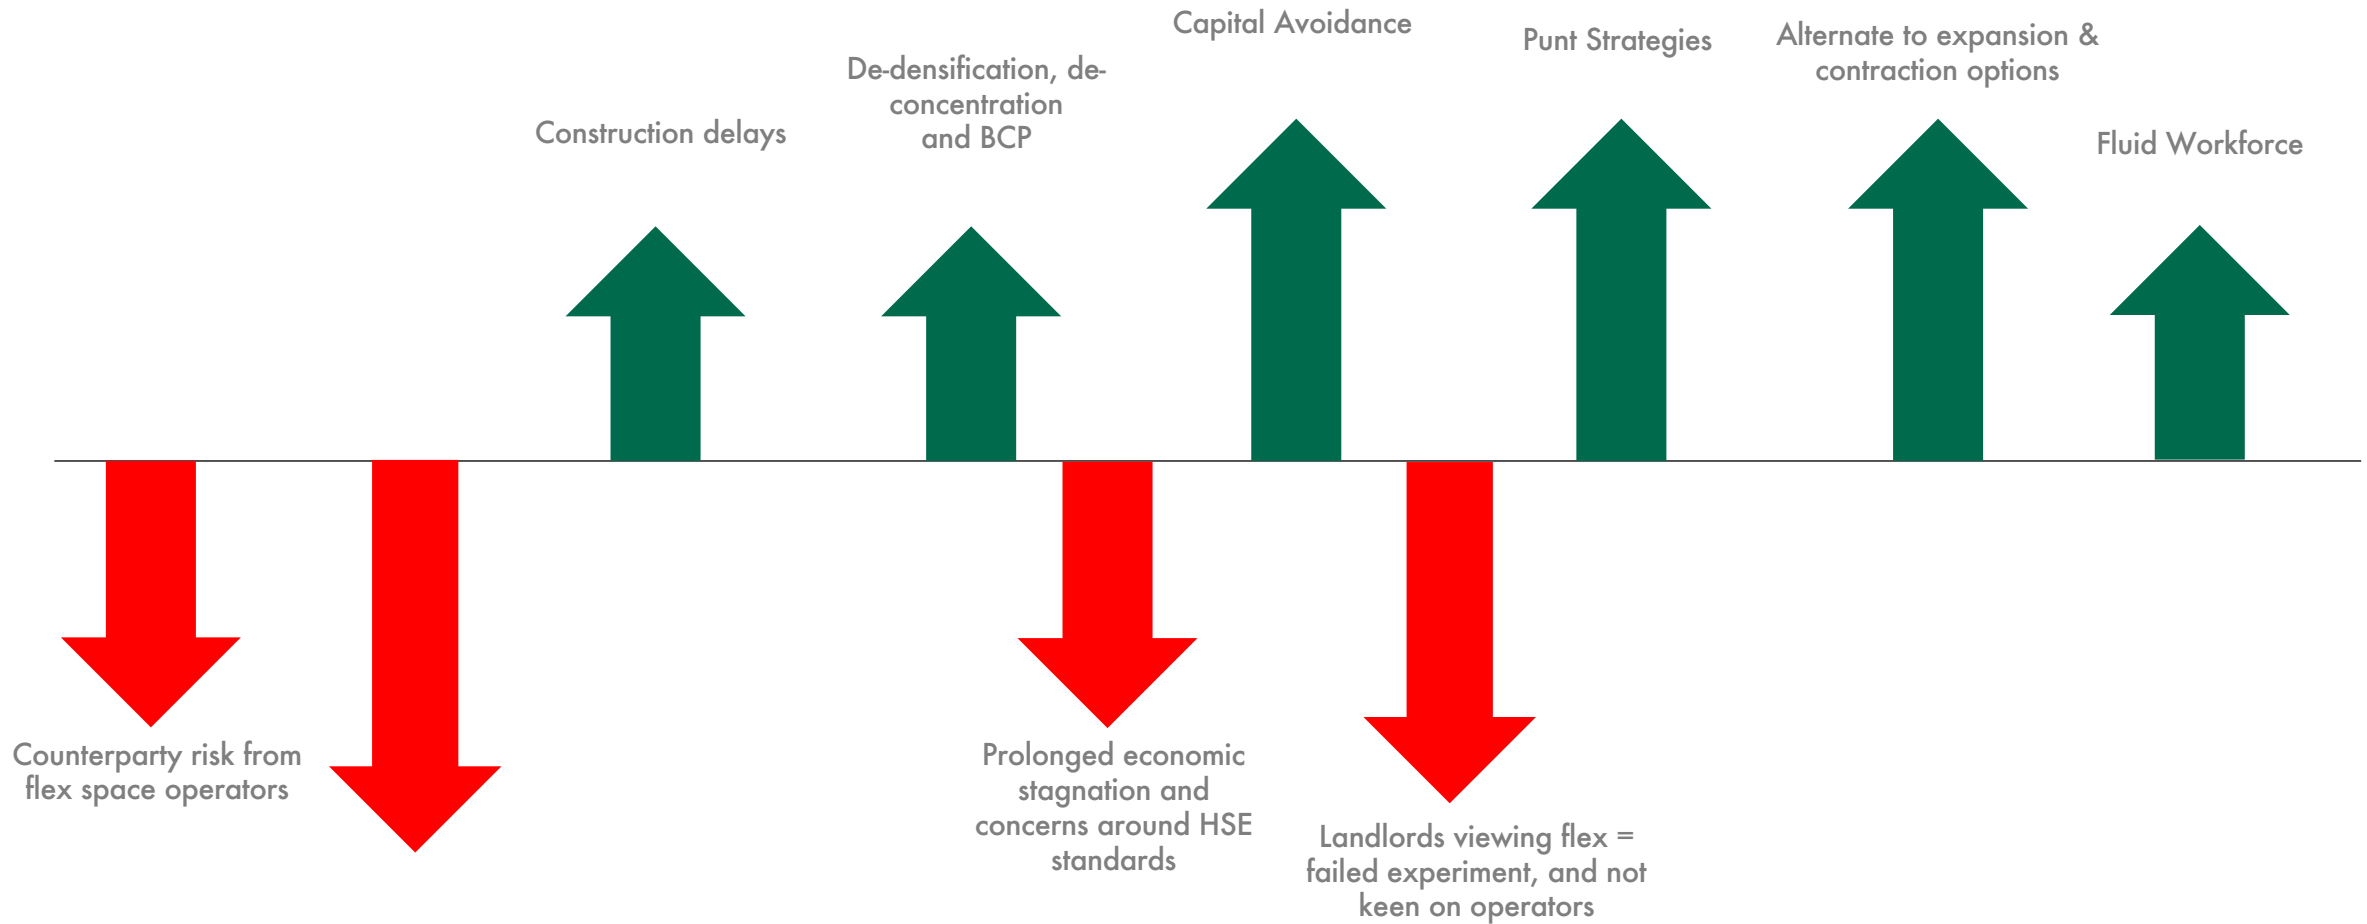 Capital Avoidance
Punt Strategies
Alternate to expansion &
contraction options
De-densification, de-
concentration
and BCP
Construction delays
Fluid Workforce
Counterparty risk from
flex space operators
Prolonged economic
stagnation and
concerns around HSE
standards
Landlords viewing flex =
failed experiment, and not
keen on operators